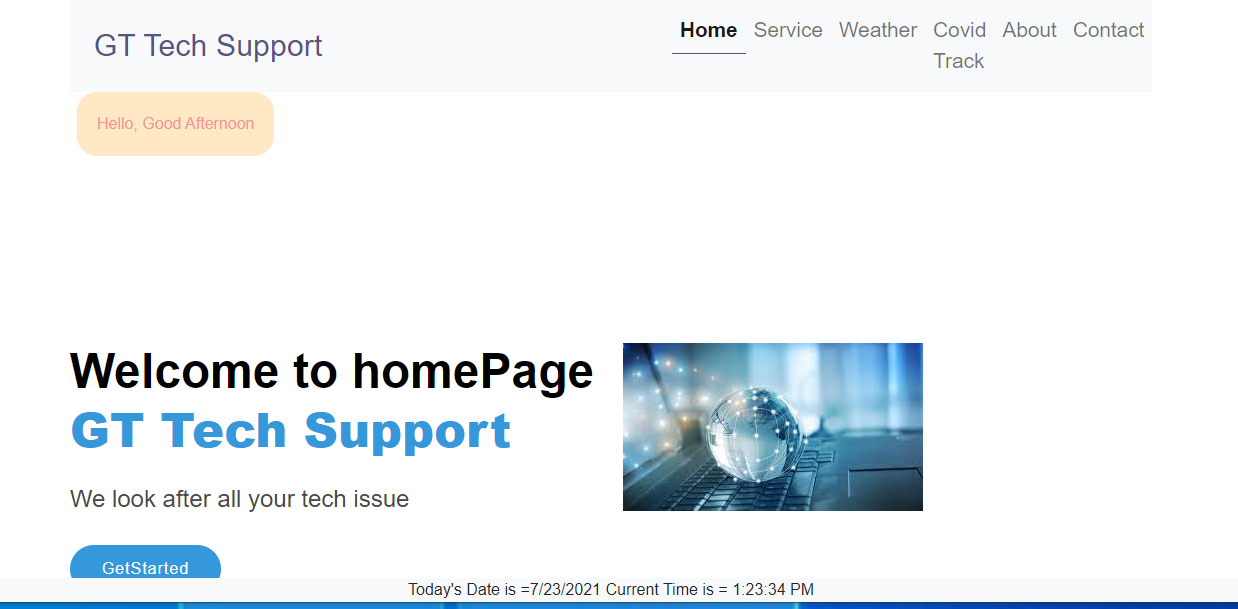 GT Tech Support
Home Service Weather Covid Track About Contact
Hello, Good Afternoon
Welcome to homePage
GT Tech Support
We look after all your tech issue
GetStarted
Today's Date is =7/23/2021 Current Time is = 1:23:34 PM